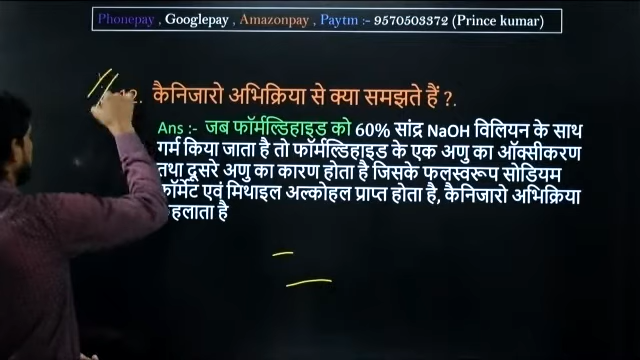 Phonepay , Googlepay , Amazonpay , Paytm :- 9570503372 (Prince kumar)
12. कैनिजारो अभिक्रिया से क्या समझते हैं ?.
Ans :- जब फॉर्मल्डिहाइड को 60% सांद्र NaOH विलियन के साथ
गर्म किया जाता है तो फॉर्मल्डिहाइड के एक अणु का ऑक्सीकरण
तथा दूसरे अणु का कारण होता है जिसके फलस्वरूप सोडियम
फॉर्मेट एवं मिथाइल अल्कोहल प्राप्त होता है, कैनिजारो अभिक्रिया
हलाता है